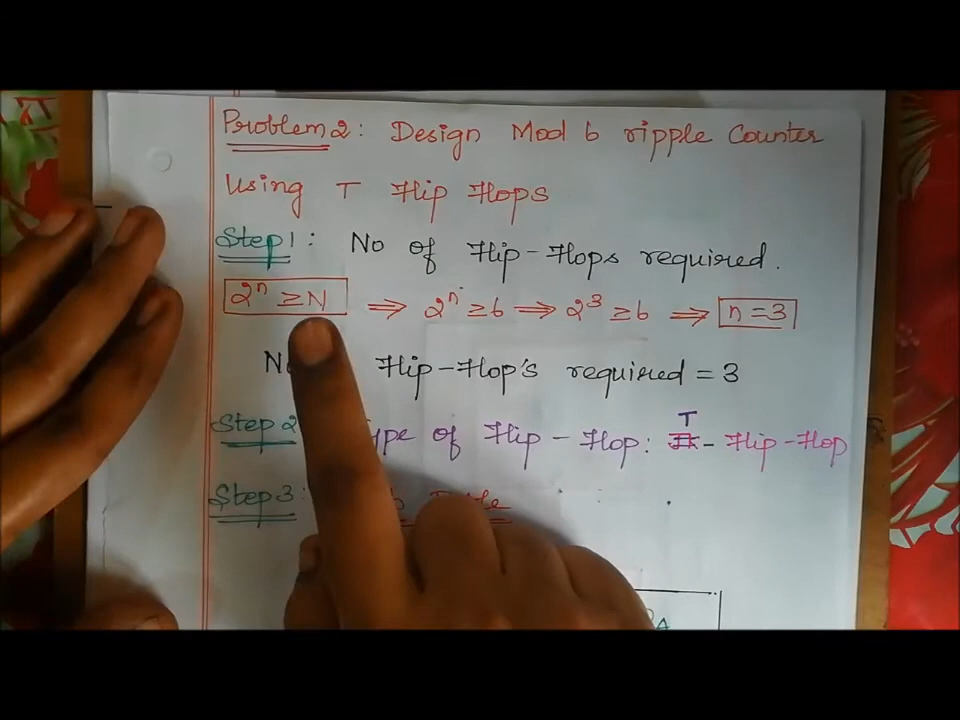 Problem 2: Design Mod 6 ripple Counter
Using T Flip Flops
Step 1: No of Flip-Flops required.
2ⁿ ≥ N ⇒ 2ⁿ ≥ 6 ⇒ 2³ ≥ 6 ⇒ n = 3
Flip-Flop's required = 3
Step 2 of Flip-Flop: T - Flip-Flop
Step 3: